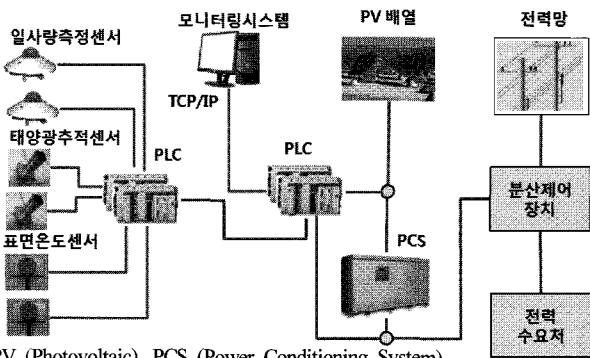 일사량측정센서
모니터링시스템
PV 배열
전력망
TCP/IP
태양광추적센서
PLC
PLC
분산제어
장치
표면온도센서
PCS
전력
수요저
PV (Photovoltaic), PCS (Power Conditioning System)